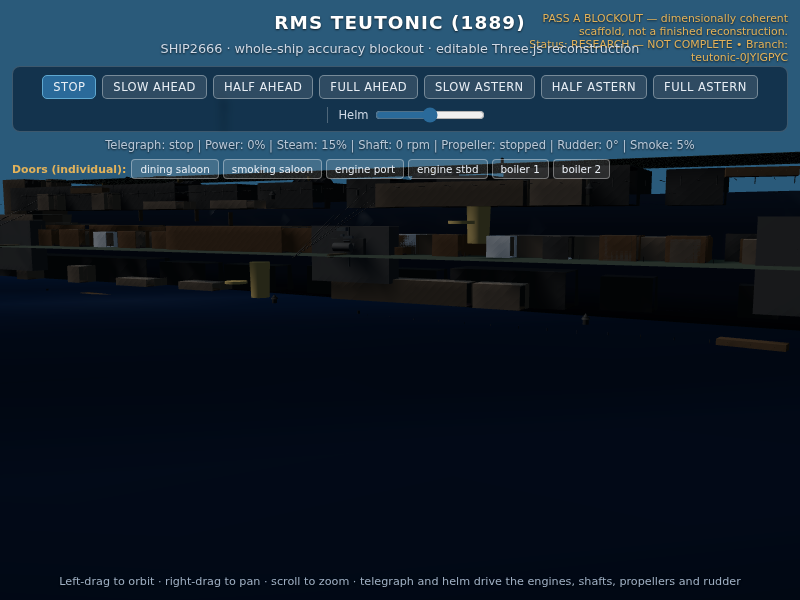 RMS TEUTONIC (1889)
SHIP2666 · whole-ship accuracy blockout · editable Three.js reconstruction
PASS A BLOCKOUT — dimensionally coherent
scaffold, not a finished reconstruction.
Status: RESEARCH — NOT COMPLETE • Branch:
teutonic-0JYIGPYC
STOP SLOW AHEAD HALF AHEAD FULL AHEAD SLOW ASTERN HALF ASTERN FULL ASTERN
Helm
Telegraph: stop | Power: 0% | Steam: 15% | Shaft: 0 rpm | Propeller: stopped | Rudder: 0° | Smoke: 5%
Doors (individual): dining saloon smoking saloon engine port engine stbd boiler 1 boiler 2
Left-drag to orbit · right-drag to pan · scroll to zoom · telegraph and helm drive the engines, shafts, propellers and rudder